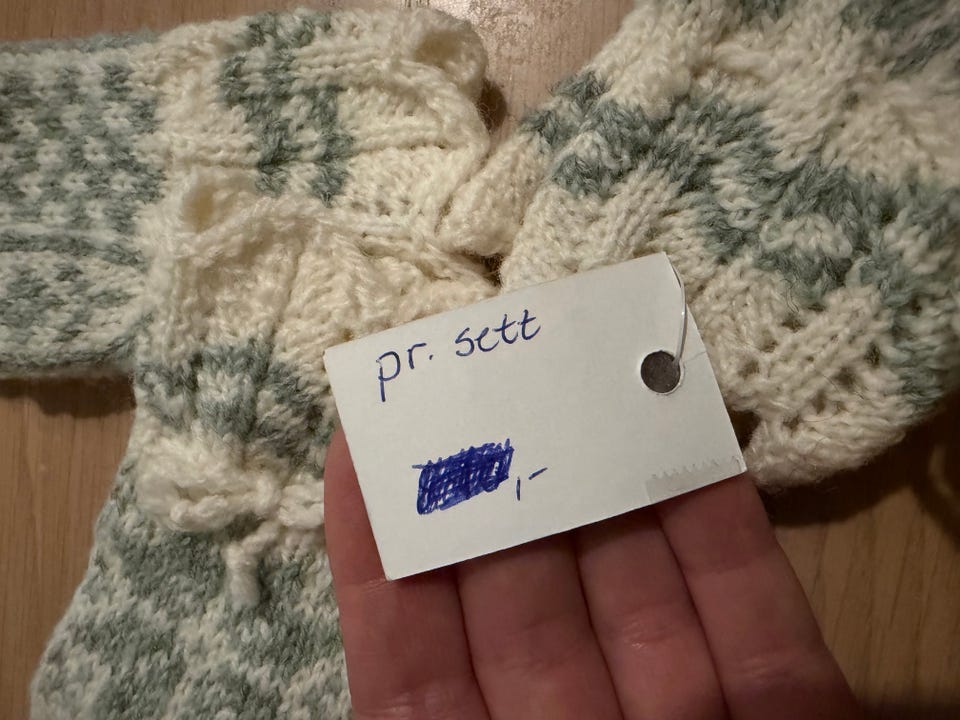 pr. sett
,-